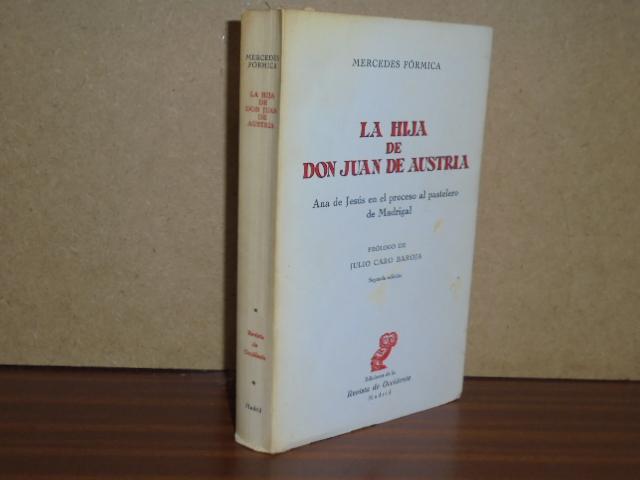 MERCEDES
FÓRMICA
LA HIJA
DE
DON JUAN
DE
AUSTRIA
Revista
de
Occidente
Madrid
MERCEDES FÓRMICA
LA HIJA
DE
DON JUAN DE AUSTRIA
Ana de Jesús en el proceso al pastelero
de Madrigal
PRÓLOGO DE
JULIO CARO BAROJA
Segunda edición
Ediciones de la
Revista de Occidente
Madrid